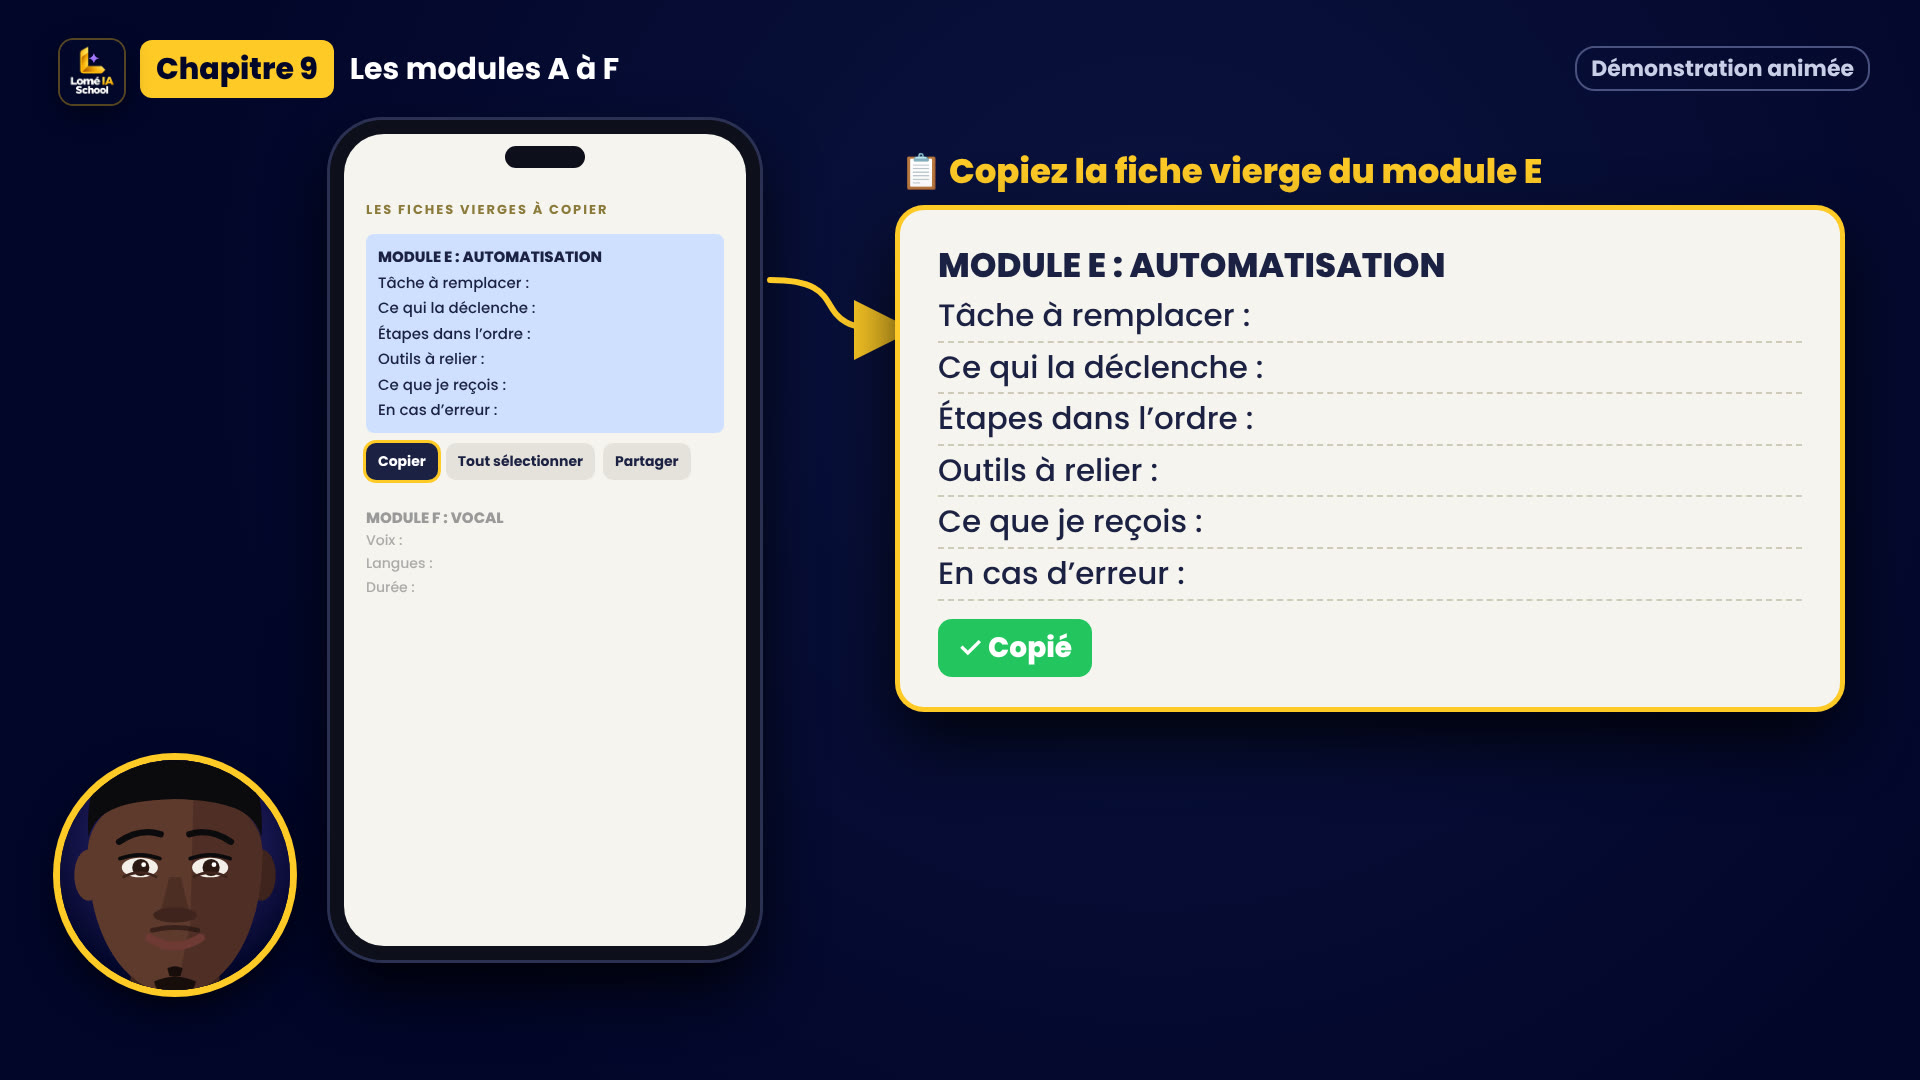 Lomé IA
School
Chapitre 9
Les modules A à F
Démonstration animée
LES FICHES VIERGES À COPIER
MODULE E : AUTOMATISATION
Tâche à remplacer :
Ce qui la déclenche :
Étapes dans l’ordre :
Outils à relier :
Ce que je reçois :
En cas d’erreur :
Copier
Tout sélectionner
Partager
MODULE F : VOCAL
Voix :
Langues :
Durée :
📋 Copiez la fiche vierge du module E
MODULE E : AUTOMATISATION
Tâche à remplacer :
Ce qui la déclenche :
Étapes dans l’ordre :
Outils à relier :
Ce que je reçois :
En cas d’erreur :
✓ Copié